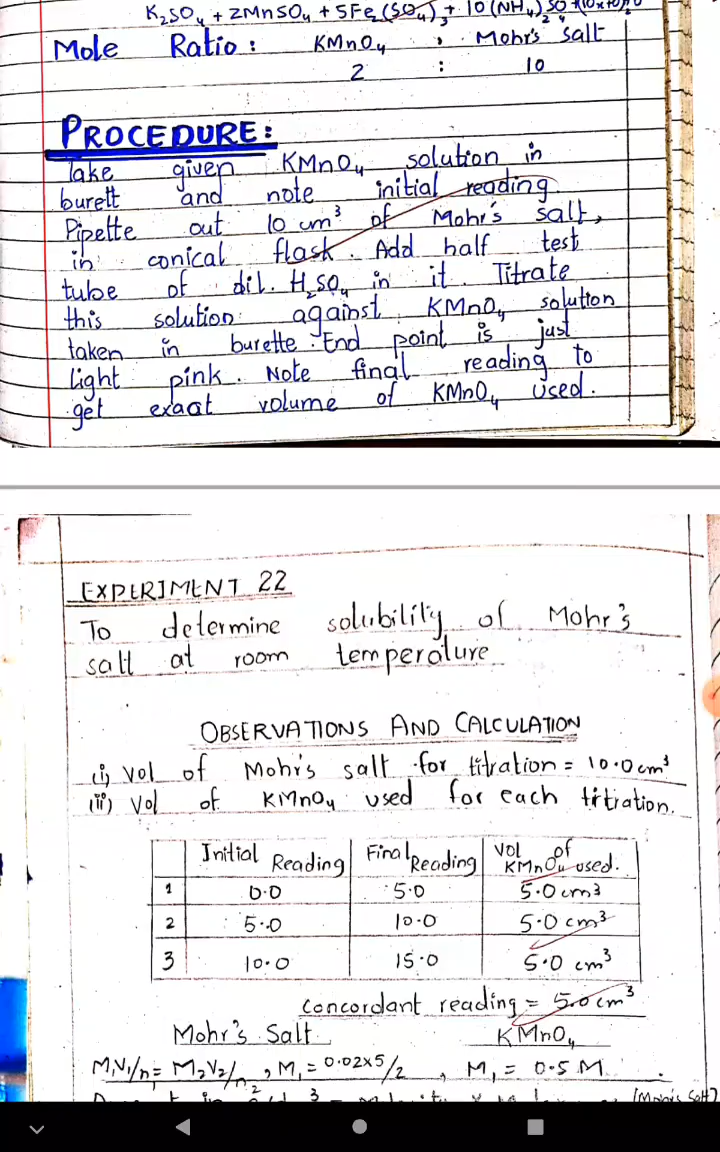 K₂SO₄ + 2MnSO₄ + 5Fe₂(SO₄)₃ + 10(NH₄)₂SO₄
Mole Ratio : KMnO₄ : Mohr's salt
2 : 10
PROCEDURE:
Take given KMnO₄ solution in
burett and note initial reading.
Pipette out 10 cm³ of Mohr's salt,
in conical flask. Add half test
tube of dil. H₂SO₄ in it. Titrate
this solution against KMnO₄ solution
taken in burette. End point is just
light pink. Note final reading to
get exaat volume of KMnO₄ used.
EXPERIMENT 22
To determine solubility of Mohr's
salt at room temperature
OBSERVATIONS AND CALCULATION
(i) Vol of Mohr's salt for titration = 10.0 cm³
(ii) Vol of KMnO₄ used for each titration.
Initial Reading Final Reading Vol of KMnO₄ used.
1 0.0 5.0 5.0 cm³
2 5.0 10.0 5.0 cm³
3 10.0 15.0 5.0 cm³
concordant reading = 5.0 cm³
Mohr's Salt KMnO₄
M₁V₁/n₁ = M₂V₂/n₂ , M₁ = 0.02x5/2 , M₁ = 0.5 M